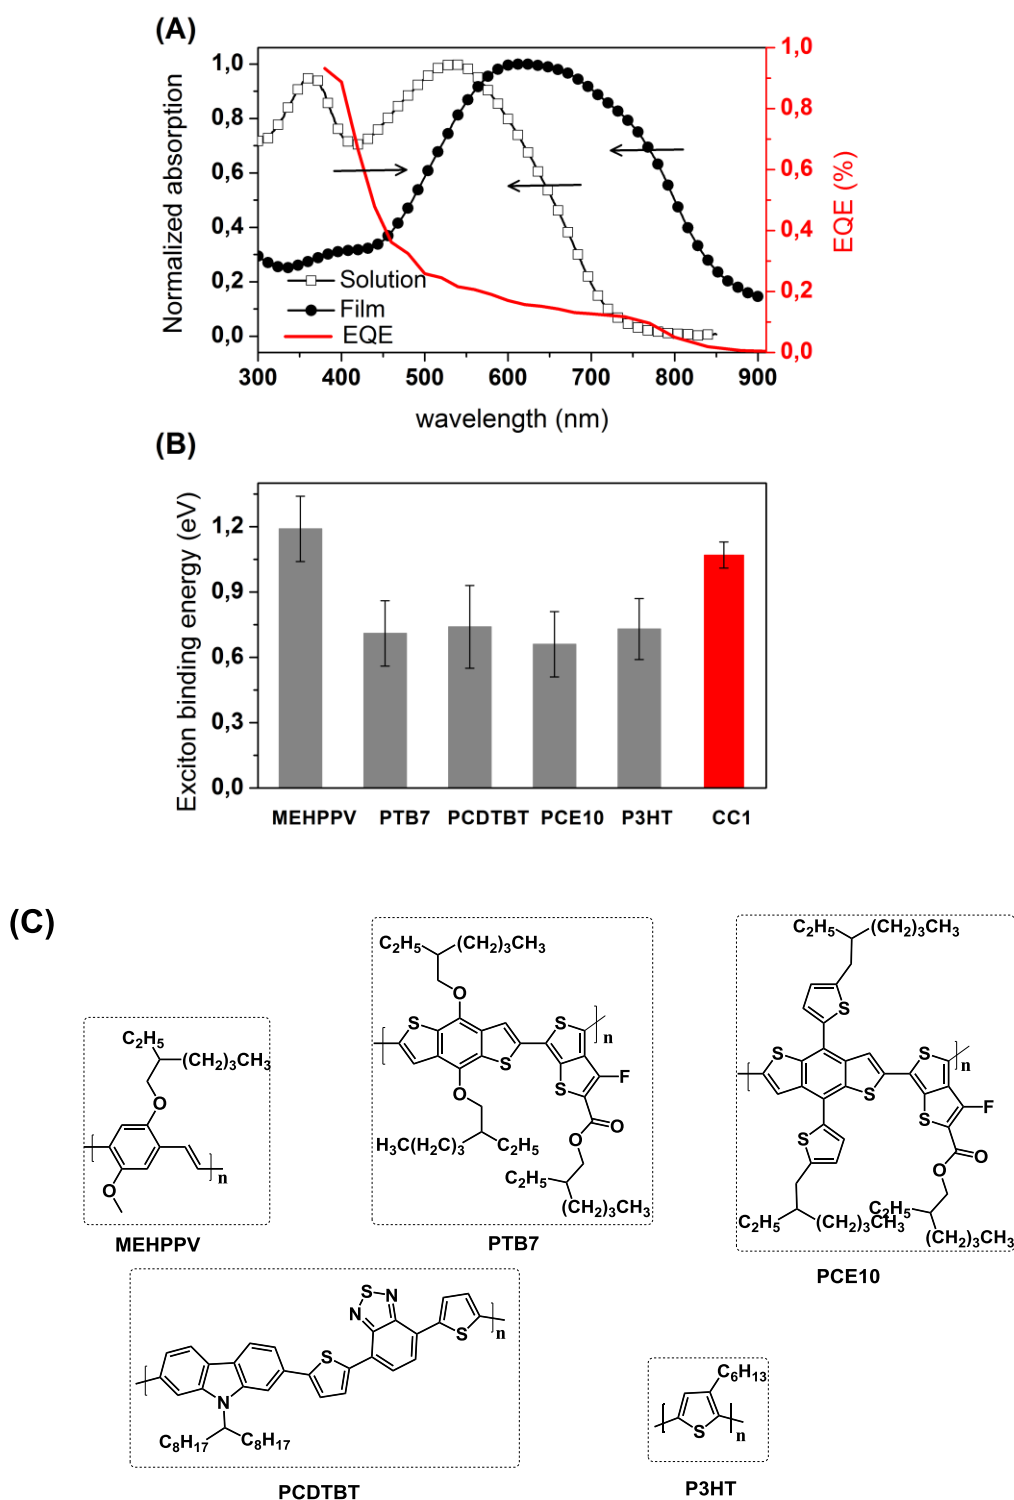 (A)
1,0
0,8
0,6
0,4
0,2
0,0
Normalized absorption
1,0
0,8
0,6
0,4
0,2
0,0
EQE (%)
Solution
Film
EQE
300 400 500 600 700 800 900
wavelength (nm)
(B)
Exciton binding energy (eV)
1,2
0,9
0,6
0,3
0,0
MEHPPV PTB7 PCDTBT PCE10 P3HT CC1
(C)
C2H5
(CH2)3CH3
O
O
n
MEHPPV
C2H5 (CH2)3CH3
O
S
S
S
n
S
F
O
O
O
H3C(H2C)3 C2H5
C2H5
(CH2)3CH3
PTB7
C2H5 (CH2)3CH3
S
S
S
S
n
S
F
S
O
O
C2H5 (CH2)3CH3
C2H5
(CH2)3CH3
PCE10
S
N N
S
S
n
N
C8H17 C8H17
PCDTBT
C6H13
S
n
P3HT